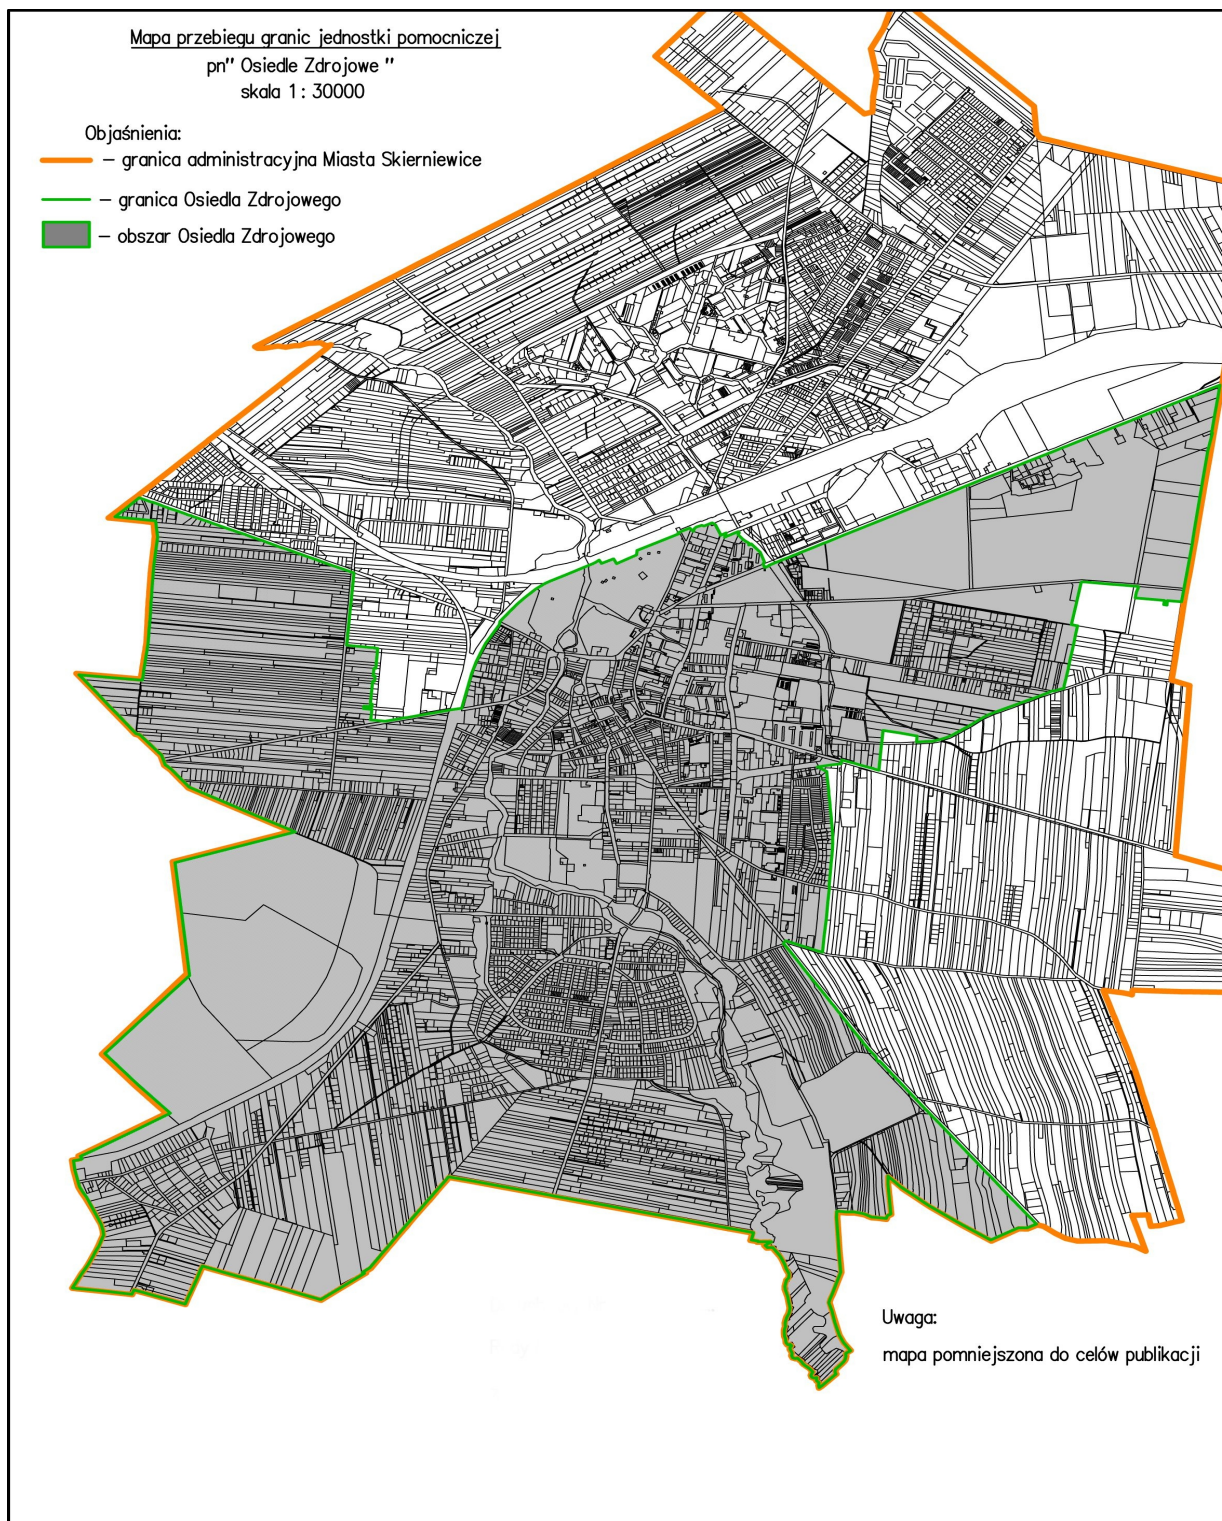 Mapa przebiegu granic jednostki pomocniczej
pn" Osiedle Zdrojowe "
skala 1 : 30000
Objaśnienia:
– granica administracyjna Miasta Skierniewice
– granica Osiedla Zdrojowego
– obszar Osiedla Zdrojowego
Uwaga:
mapa pomniejszona do celów publikacji